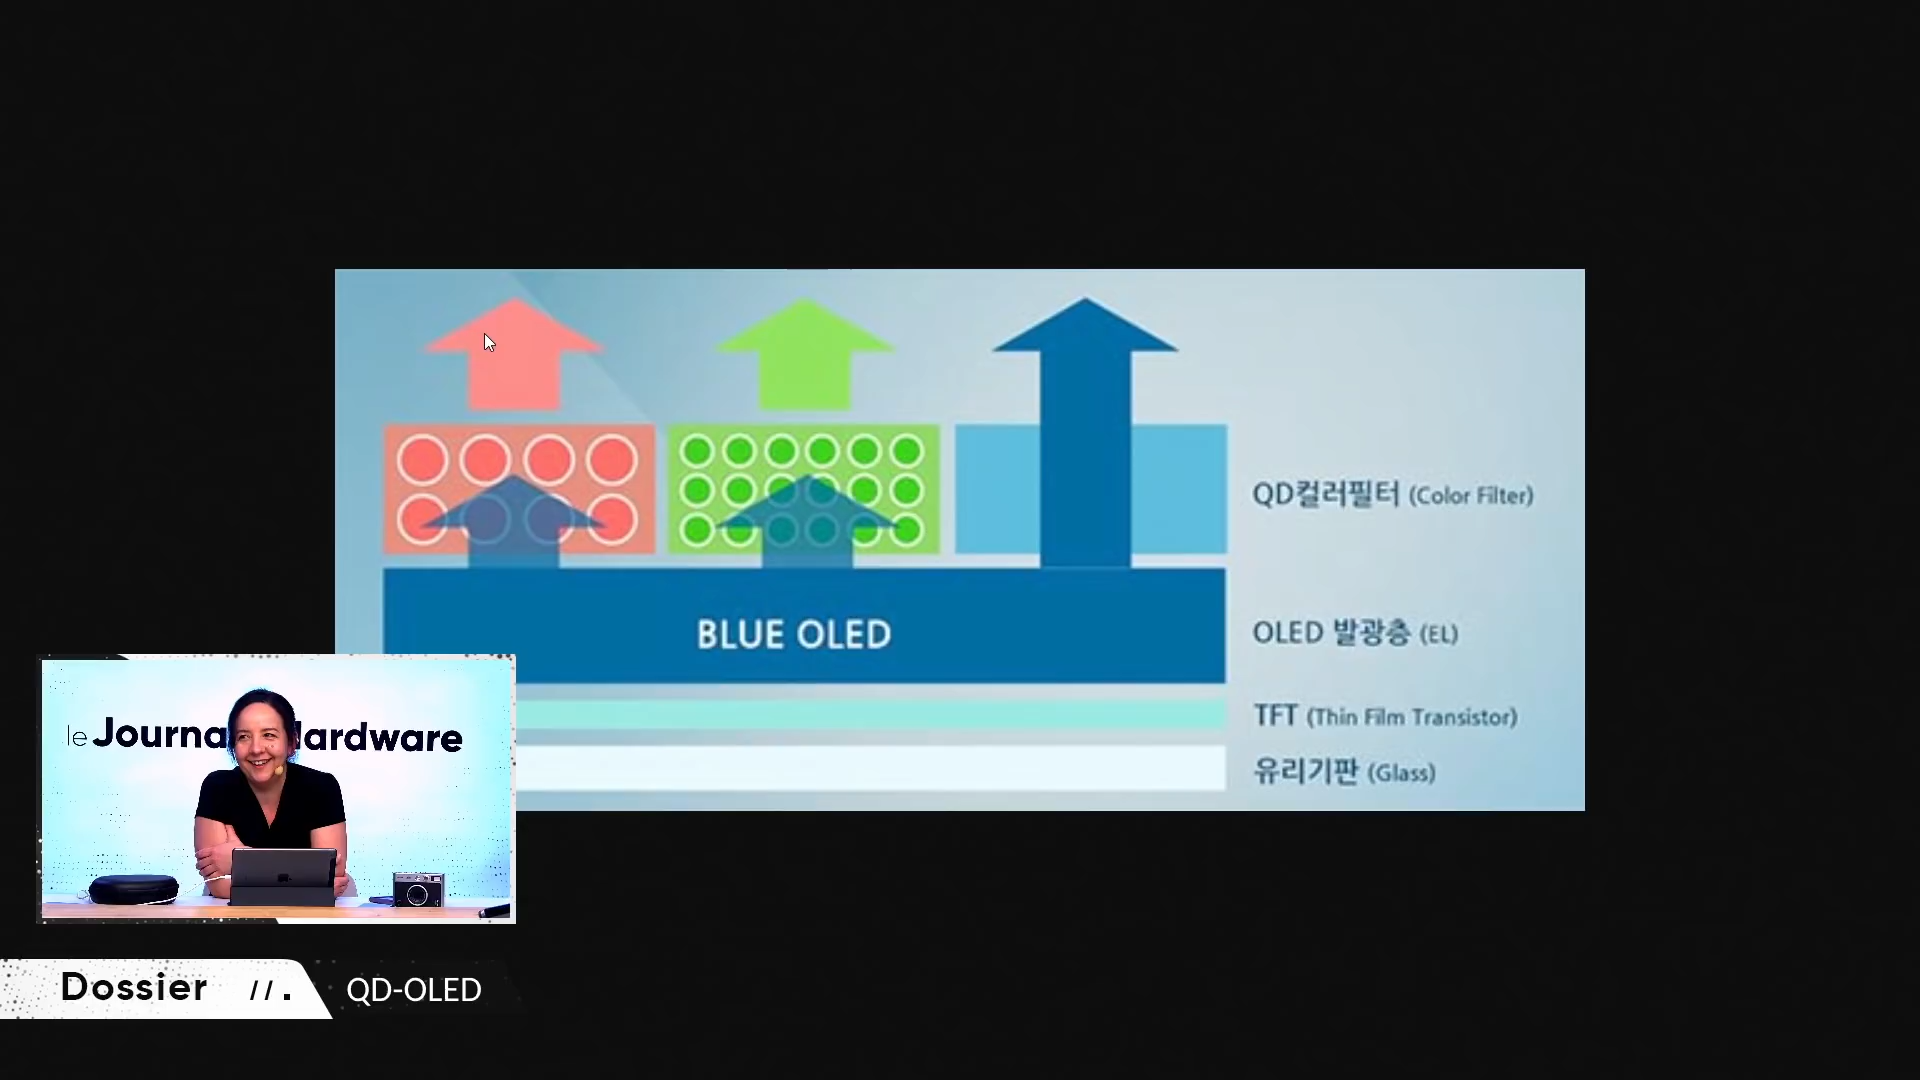 QD컬러필터 (Color Filter)
BLUE OLED
OLED 발광층 (EL)
TFT (Thin Film Transistor)
유리기판 (Glass)
le Journa Hardware
Dossier //.
QD-OLED